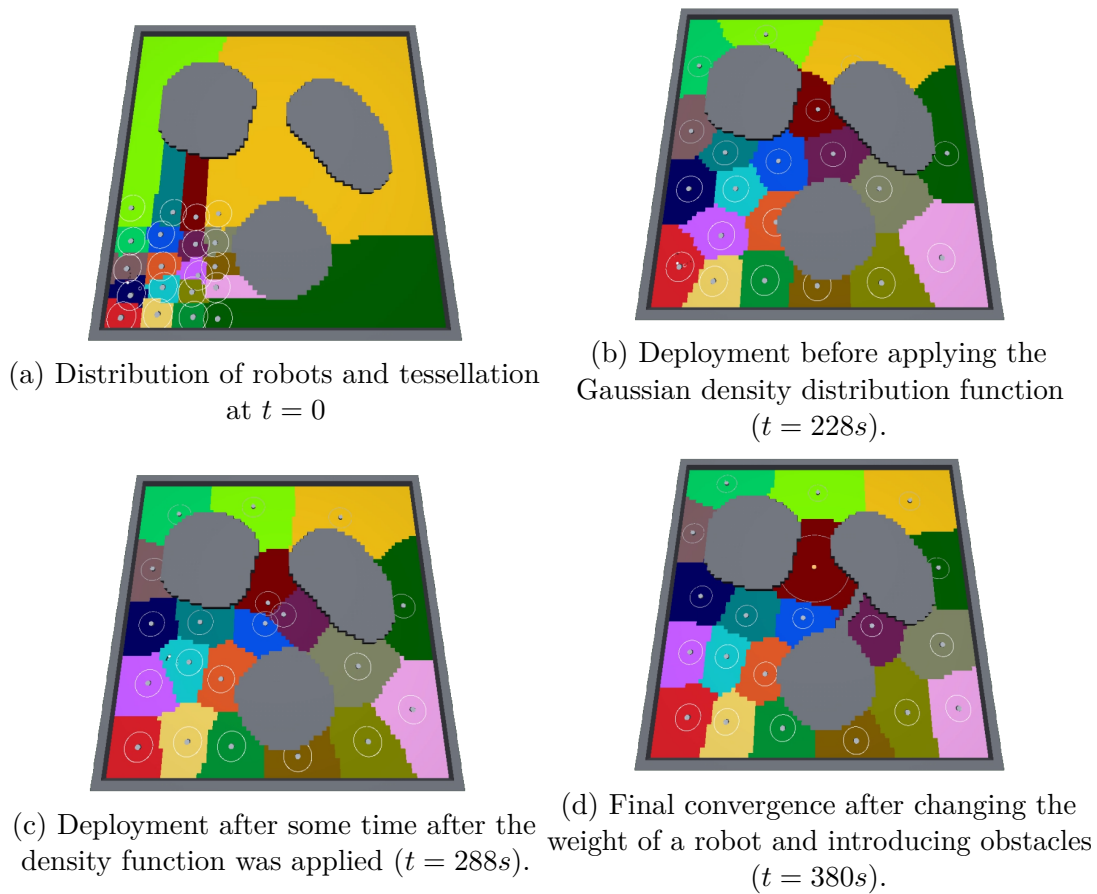 (a) Distribution of robots and tessellation
at t = 0
(b) Deployment before applying the
Gaussian density distribution function
(t = 228s).
(c) Deployment after some time after the
density function was applied (t = 288s).
(d) Final convergence after changing the
weight of a robot and introducing obstacles
(t = 380s).